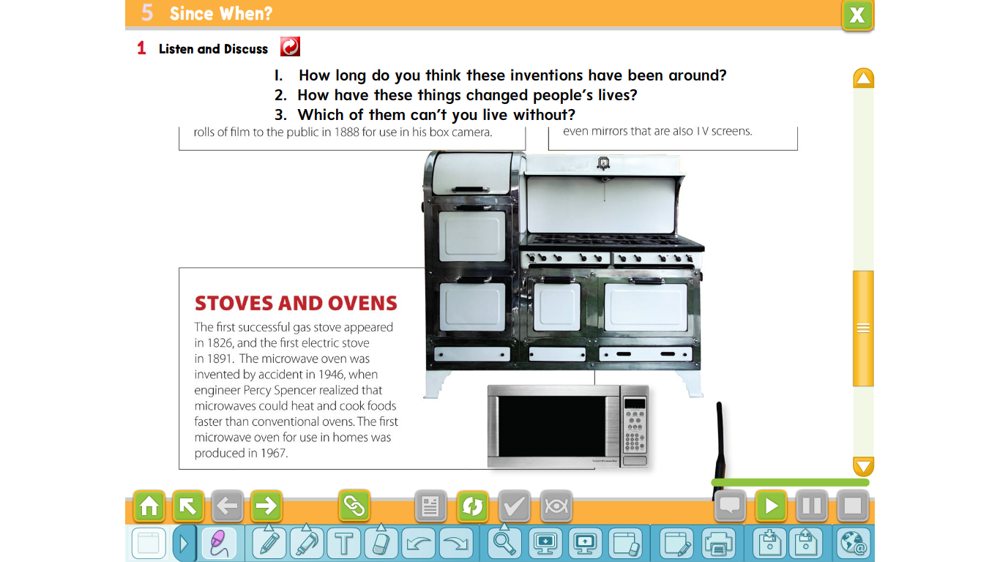 5 Since When?
X
1 Listen and Discuss
1. How long do you think these inventions have been around?
2. How have these things changed people's lives?
3. Which of them can't you live without?
rolls of film to the public in 1888 for use in his box camera.
even mirrors that are also TV screens.
STOVES AND OVENS
The first successful gas stove appeared
in 1826, and the first electric stove
in 1891. The microwave oven was
invented by accident in 1946, when
engineer Percy Spencer realized that
microwaves could heat and cook foods
faster than conventional ovens. The first
microwave oven for use in homes was
produced in 1967.
T
@